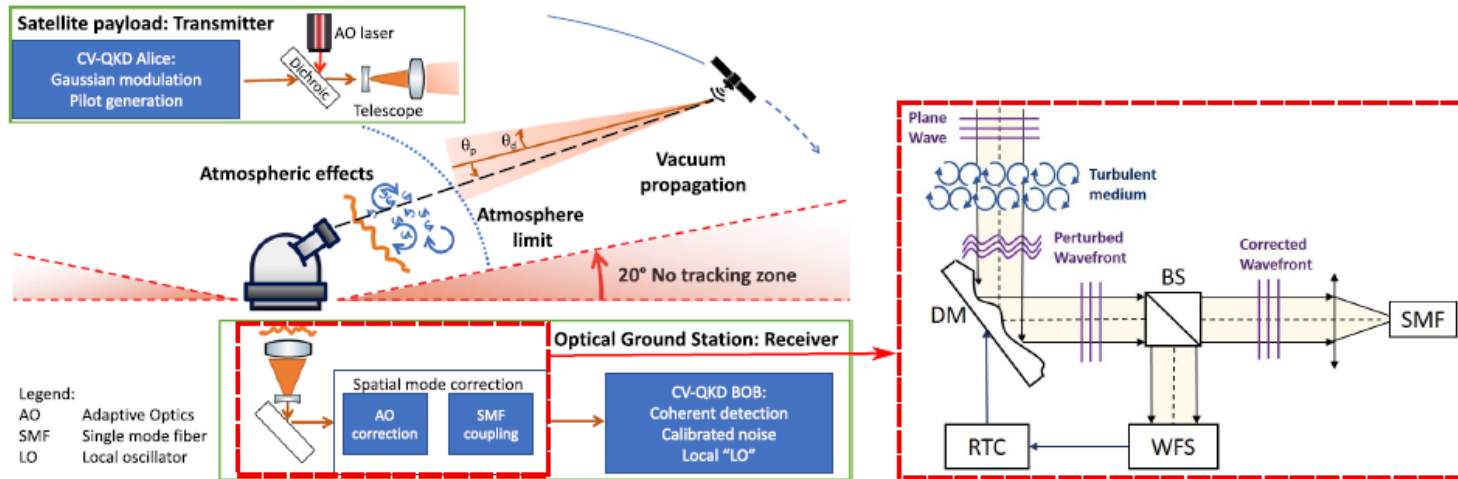 Satellite payload: Transmitter
AO laser
CV-QKD Alice:
Gaussian modulation
Pilot generation
Dichroic
Telescope
θp
θd
Atmospheric effects
Vacuum
propagation
Atmosphere
limit
20° No tracking zone
Optical Ground Station: Receiver
Spatial mode correction
AO
correction
SMF
coupling
CV-QKD BOB:
Coherent detection
Calibrated noise
Local “LO”
Legend:
AO Adaptive Optics
SMF Single mode fiber
LO Local oscillator
Plane
Wave
Turbulent
medium
Perturbed
Wavefront
Corrected
Wavefront
BS
DM
SMF
RTC
WFS